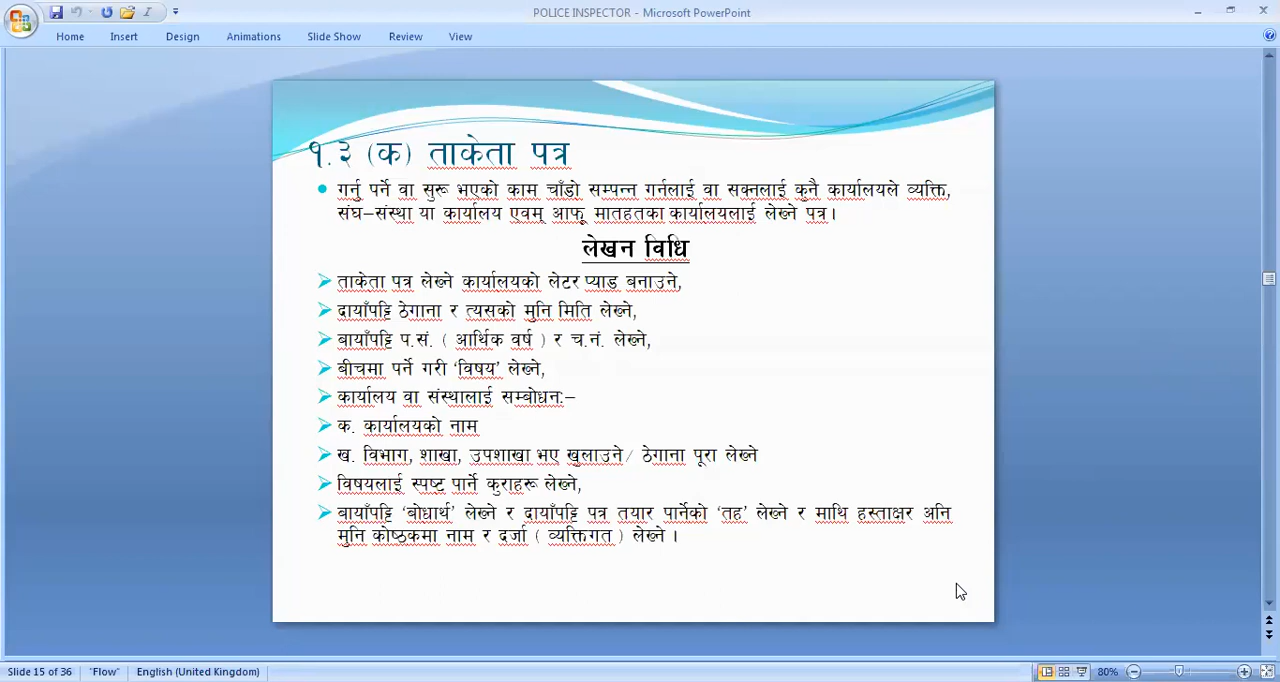 POLICE INSPECTOR - Microsoft PowerPoint
Home Insert Design Animations Slide Show Review View
१.३ (क) ताकेता पत्र
गर्नु पर्ने वा सुरू भएको काम चाँडो सम्पन्न गर्नलाई वा सक्नलाई कुनै कार्यालयले व्यक्ति,
संघ–संस्था या कार्यालय एवम् आफू मातहतका कार्यालयलाई लेख्ने पत्र।
लेखन विधि
ताकेता पत्र लेख्ने कार्यालयको लेटर प्याड बनाउने,
दायाँपट्टि ठेगाना र त्यसको मुनि मिति लेख्ने,
बायाँपट्टि प.सं. ( आर्थिक वर्ष ) र च.नं. लेख्ने,
बीचमा पर्ने गरी ‘विषय’ लेख्ने,
कार्यालय वा संस्थालाई सम्बोधन:–
क. कार्यालयको नाम
ख. विभाग, शाखा, उपशाखा भए खुलाउने/ ठेगाना पूरा लेख्ने
विषयलाई स्पष्ट पार्ने कुराहरू लेख्ने,
बायाँपट्टि ‘बोधार्थ’ लेख्ने र दायाँपट्टि पत्र तयार पार्नेको ‘तह’ लेख्ने र माथि हस्ताक्षर अनि
मुनि कोष्ठकमा नाम र दर्जा ( व्यक्तिगत ) लेख्ने ।
Slide 15 of 36 "Flow" English (United Kingdom) 80%